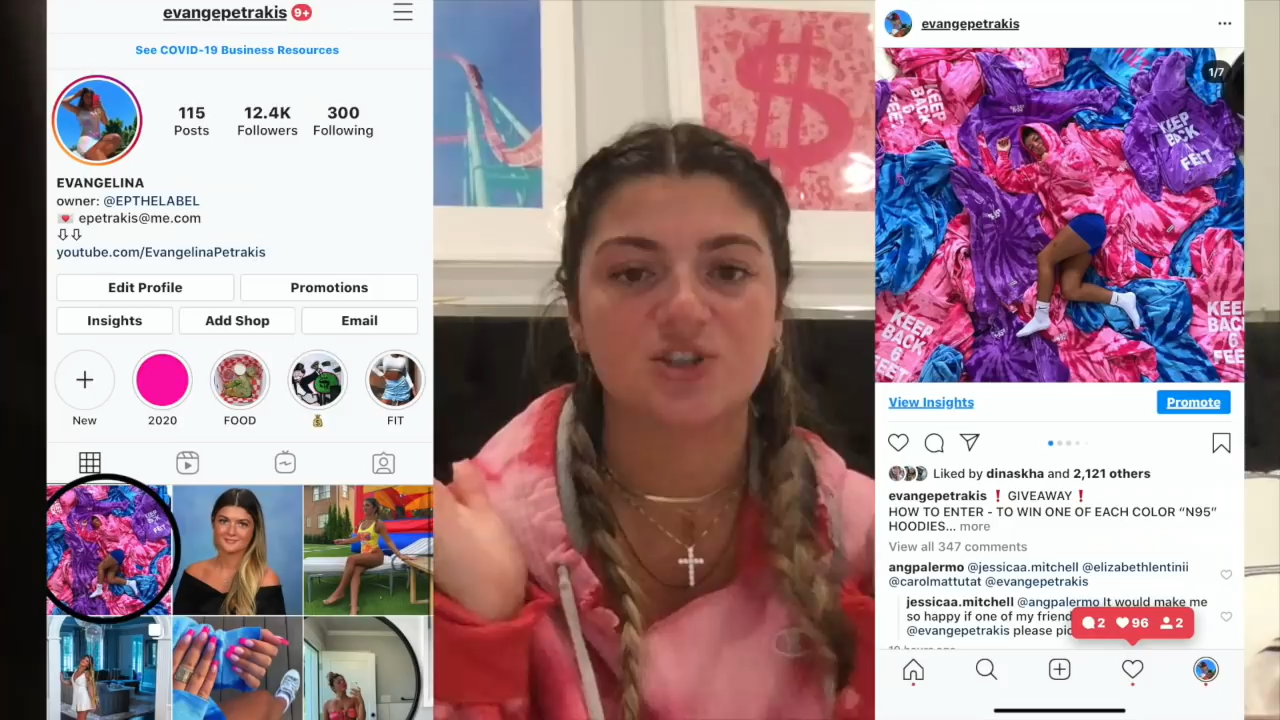 evangepetrakis 9+
See COVID-19 Business Resources
115 12.4K 300
Posts Followers Following
EVANGELINA
owner: @EPTHELABEL
💌 epetrakis@me.com
⇩⇩
youtube.com/EvangelinaPetrakis
Edit Profile Promotions
Insights Add Shop Email
New 2020 FOOD 💰 FIT
$
evangepetrakis
1/7
KEEP
BACK
6
FEET
KEEP
BACK
6
FEET
KEEP
BACK
6
FEET
KEEP
BACK
6
FEET
View Insights Promote
Liked by dinaskha and 2,121 others
evangepetrakis ❗ GIVEAWAY ❗
HOW TO ENTER - TO WIN ONE OF EACH COLOR “N95”
HOODIES... more
View all 347 comments
angpalermo @jessicaa.mitchell @elizabethlentinii
@carolmattutat @evangepetrakis
jessicaa.mitchell @angpalermo It would make me
so happy if one of my friend
@evangepetrakis please pic
2 96 2